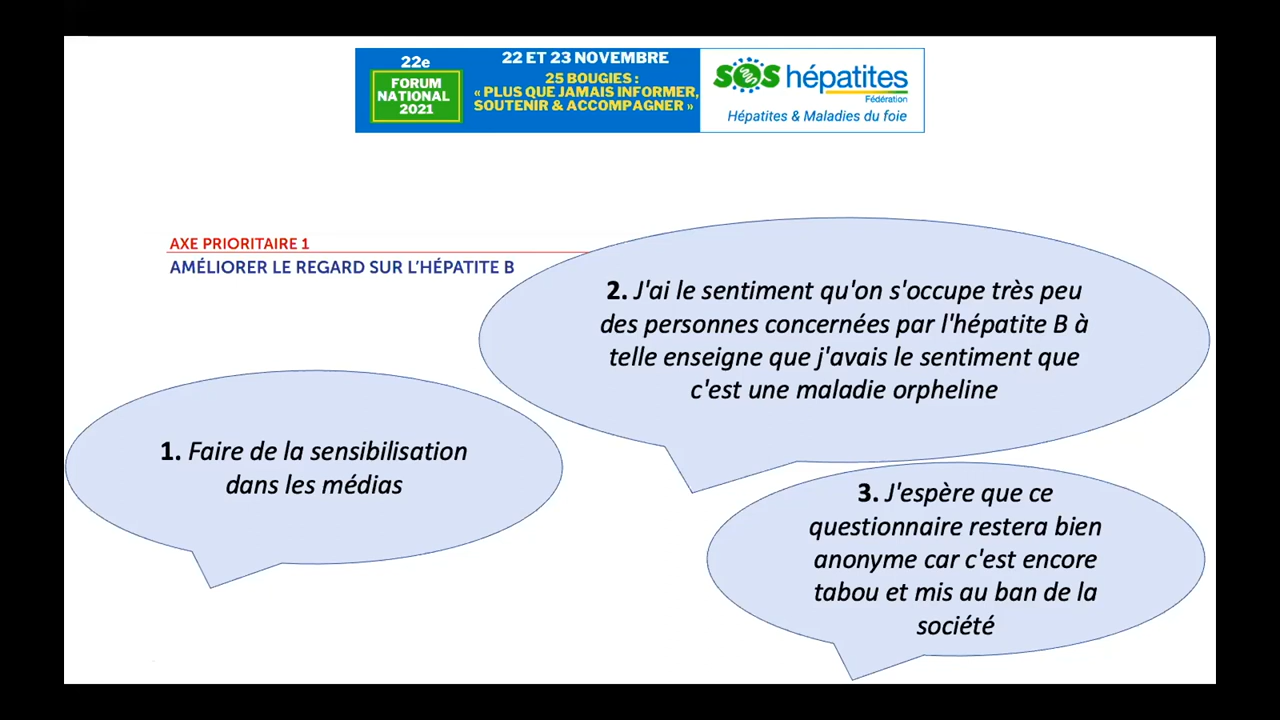 22e
FORUM
NATIONAL
2021
22 ET 23 NOVEMBRE
25 BOUGIES :
« PLUS QUE JAMAIS INFORMER,
SOUTENIR & ACCOMPAGNER »
SOS hépatites
Fédération
Hépatites & Maladies du foie
AXE PRIORITAIRE 1
AMÉLIORER LE REGARD SUR L'HÉPATITE B
1. Faire de la sensibilisation
dans les médias
2. J'ai le sentiment qu'on s'occupe très peu
des personnes concernées par l'hépatite B à
telle enseigne que j'avais le sentiment que
c'est une maladie orpheline
3. J'espère que ce
questionnaire restera bien
anonyme car c'est encore
tabou et mis au ban de la
société